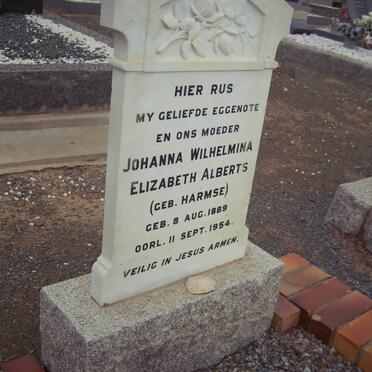 HIER RUS
MY GELIEFDE EGGENOTE
EN ONS MOEDER
JOHANNA WILHELMINA
ELIZABETH ALBERTS
(GEB. HARMSE)
GEB. 8 AUG. 1889
OORL. 11 SEPT. 1954.
VEILIG IN JESUS ARMEN.